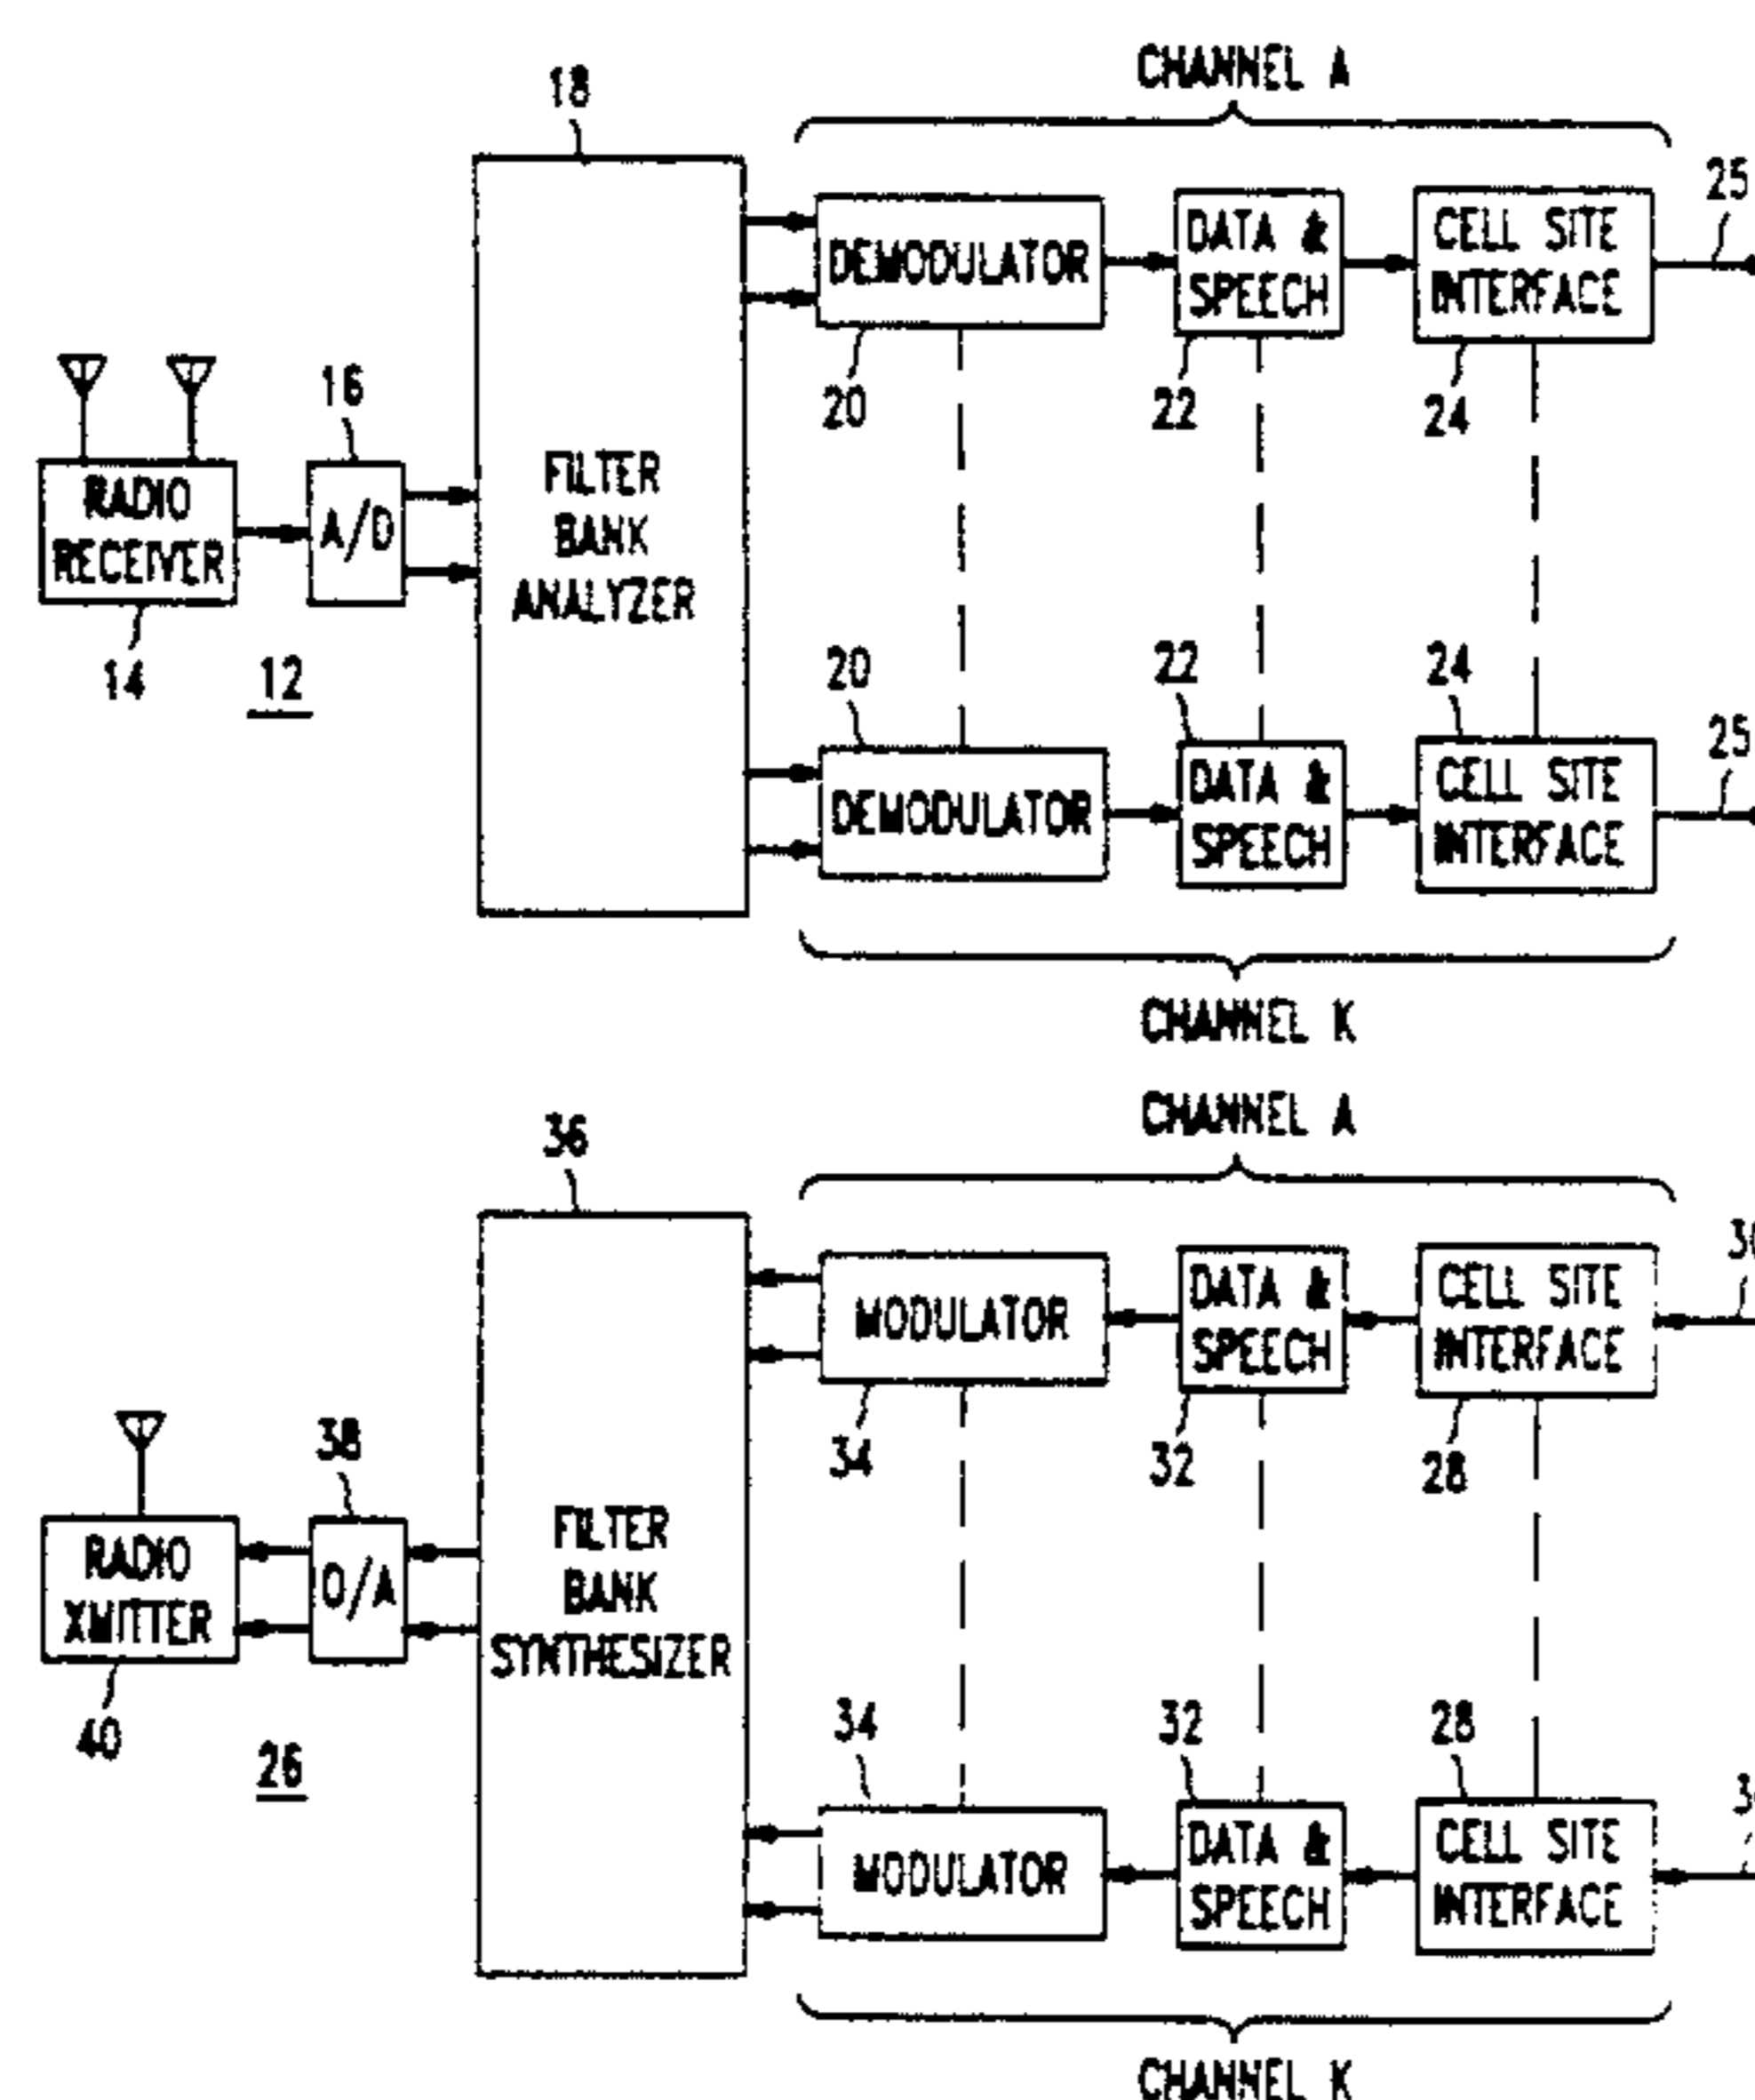 CHANNEL A
18
25
DEMODULATOR
DATA &
SPEECH
CELL SITE
INTERFACE
20
22
24
16
RADIO
RECEIVER
A/D
FILTER
BANK
ANALYZER
14
12
20
22
24
25
DEMODULATOR
DATA &
SPEECH
CELL SITE
INTERFACE
CHANNEL K
CHANNEL A
36
MODULATOR
DATA &
SPEECH
CELL SITE
INTERFACE
34
32
28
38
RADIO
XMITTER
D/A
FILTER
BANK
SYNTHESIZER
40
26
34
32
28
MODULATOR
DATA &
SPEECH
CELL SITE
INTERFACE
CHANNEL K